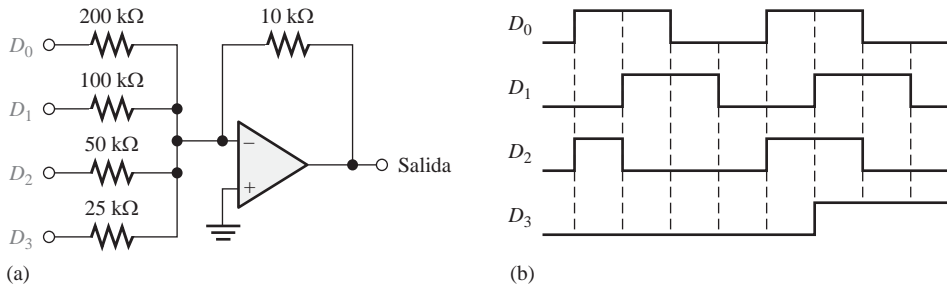 200 kΩ
10 kΩ
D0
100 kΩ
D1
50 kΩ
−
Salida
D2
+
25 kΩ
D3
(a)
D0
D1
D2
D3
(b)